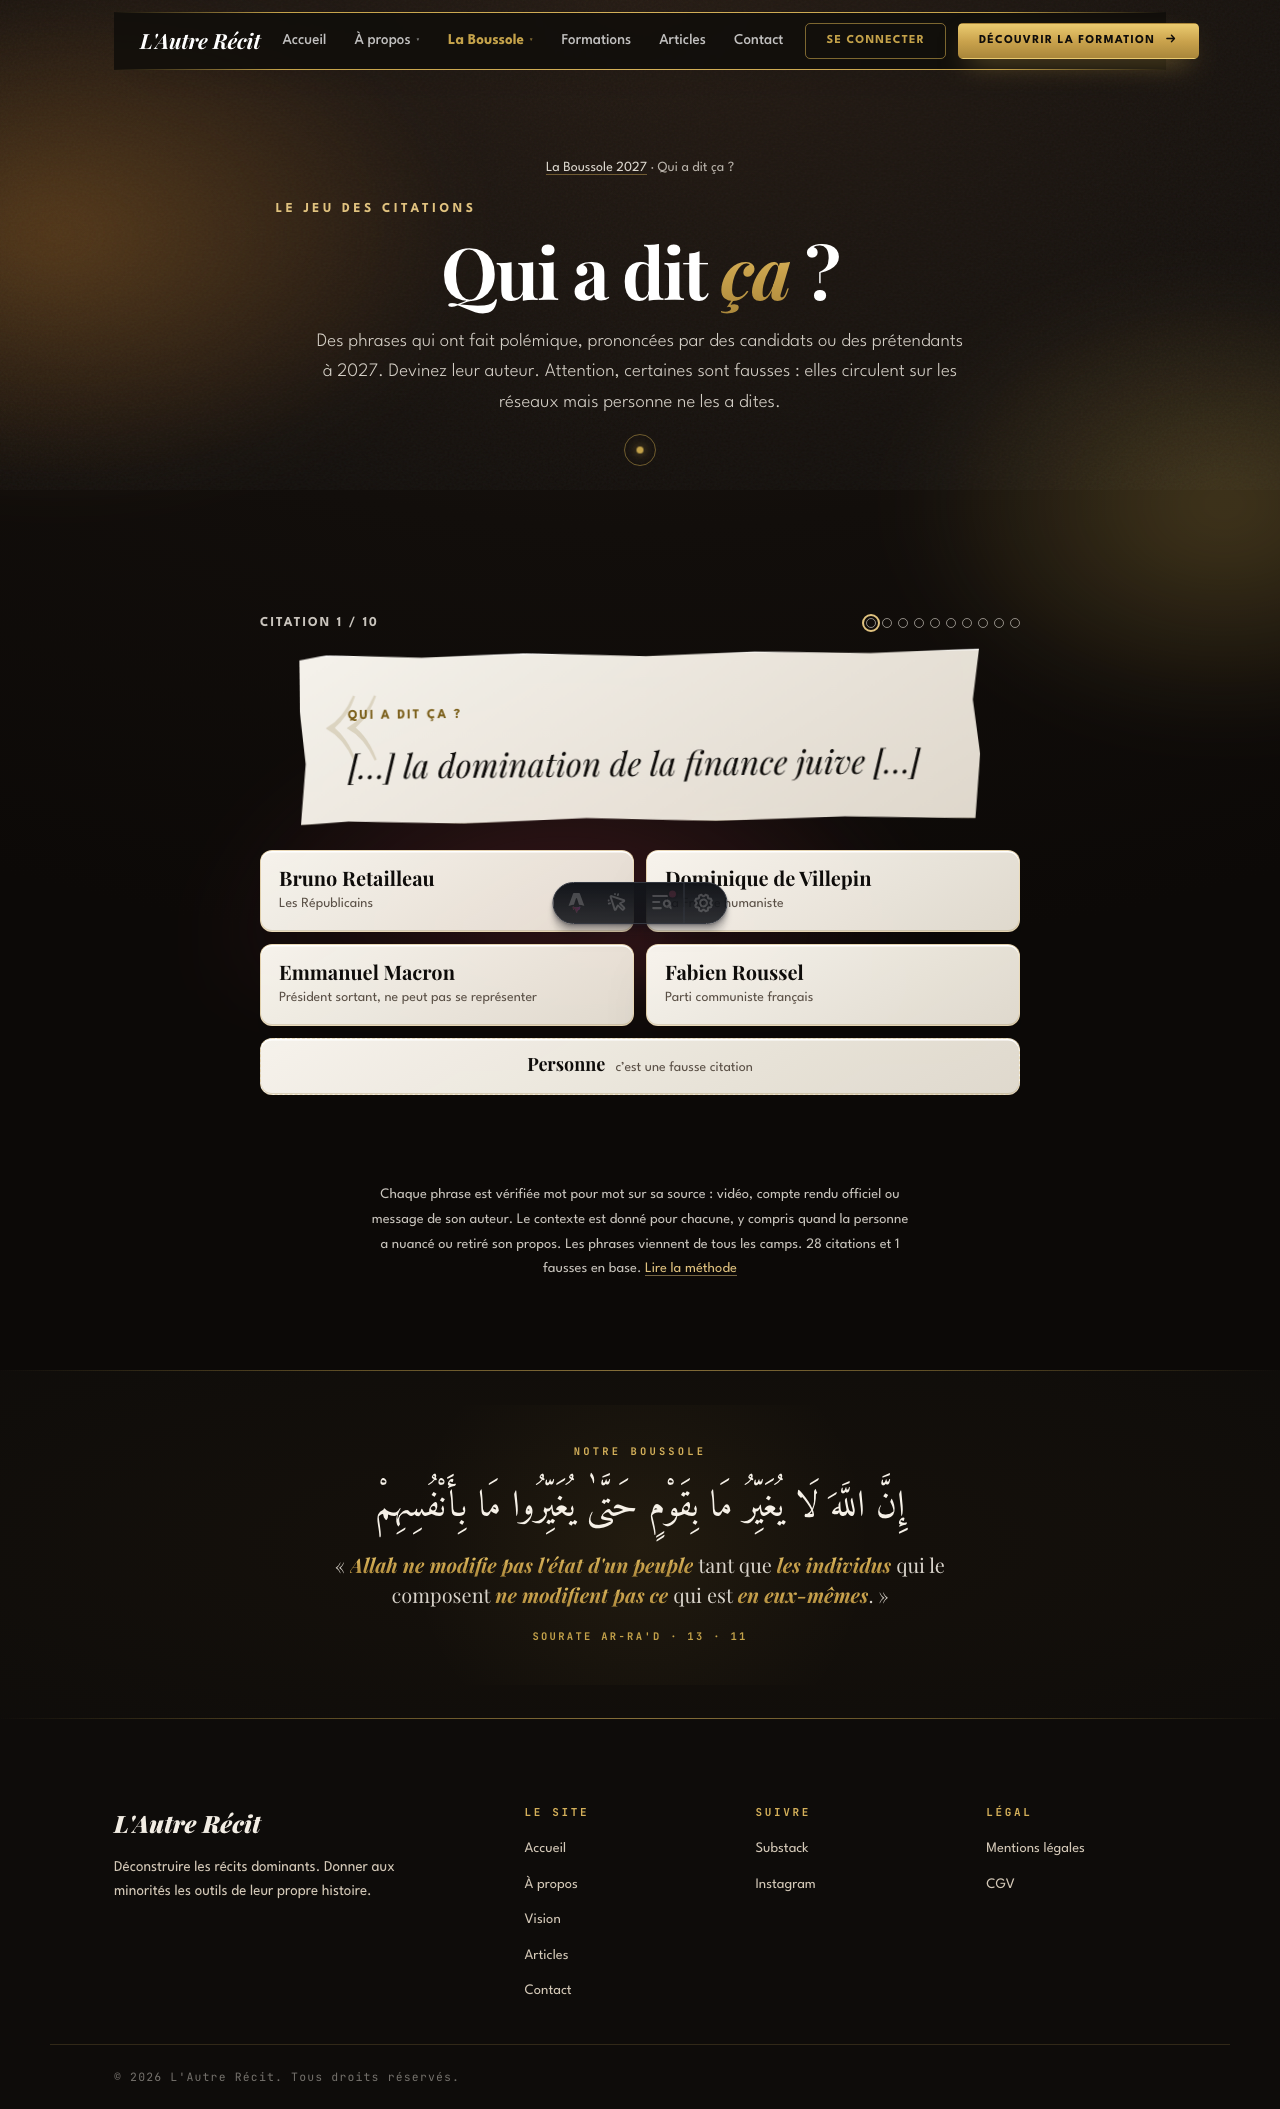 L'Autre Récit
Accueil
À propos ·
La Boussole ·
Formations
Articles
Contact
SE CONNECTER
DÉCOUVRIR LA FORMATION →
La Boussole 2027 · Qui a dit ça ?
LE JEU DES CITATIONS
Qui a dit ça ?
Des phrases qui ont fait polémique, prononcées par des candidats ou des prétendants
à 2027. Devinez leur auteur. Attention, certaines sont fausses : elles circulent sur les
réseaux mais personne ne les a dites.
CITATION 1 / 10
«
QUI A DIT ÇA ?
[…] la domination de la finance juive […]
Bruno Retailleau
Les Républicains
Dominique de Villepin
humaniste
Emmanuel Macron
Président sortant, ne peut pas se représenter
Fabien Roussel
Parti communiste français
Personne c’est une fausse citation
Chaque phrase est vérifiée mot pour mot sur sa source : vidéo, compte rendu officiel ou
message de son auteur. Le contexte est donné pour chacune, y compris quand la personne
a nuancé ou retiré son propos. Les phrases viennent de tous les camps. 28 citations et 1
fausses en base. Lire la méthode
NOTRE BOUSSOLE
إِنَّ اللَّهَ لَا يُغَيِّرُ مَا بِقَوْمٍ حَتَّىٰ يُغَيِّرُوا مَا بِأَنْفُسِهِمْ
« Allah ne modifie pas l'état d'un peuple tant que les individus qui le
composent ne modifient pas ce qui est en eux-mêmes. »
SOURATE AR-RA'D · 13 · 11
L'Autre Récit
Déconstruire les récits dominants. Donner aux
minorités les outils de leur propre histoire.
LE SITE
Accueil
À propos
Vision
Articles
Contact
SUIVRE
Substack
Instagram
LÉGAL
Mentions légales
CGV
© 2026 L'Autre Récit. Tous droits réservés.